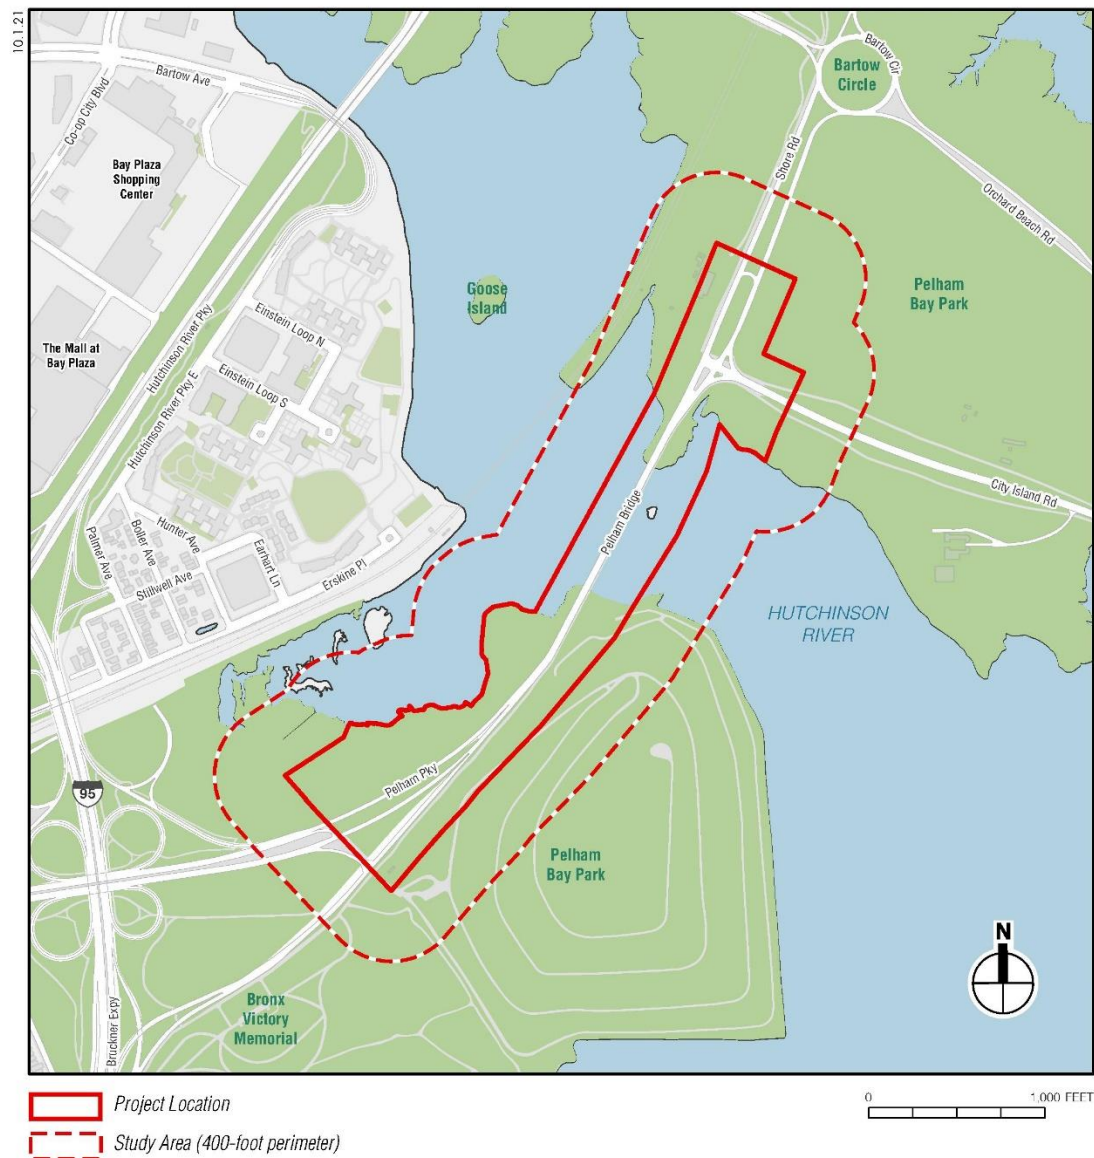 10.1.21
Bartow Ave
Co-op City Blvd
Bay Plaza
Shopping
Center
The Mall at
Bay Plaza
Hutchinson River Pky
Hutchinson River Pky E
Einstein Loop N
Einstein Loop S
Goose
Island
Bartow
Circle
Bartow Cir
Shore Rd
Orchard Beach Rd
Pelham
Bay Park
City Island Rd
Pelham Bridge
HUTCHINSON
RIVER
Palmer Ave
Boller Ave
Hunter Ave
Stillwell Ave
Earhart Ln
Erskine Pl
95
Pelham Pky
Pelham
Bay Park
Bronx
Victory
Memorial
Bruckner Expy
N
Project Location
Study Area (400-foot perimeter)
0 1,000 FEET